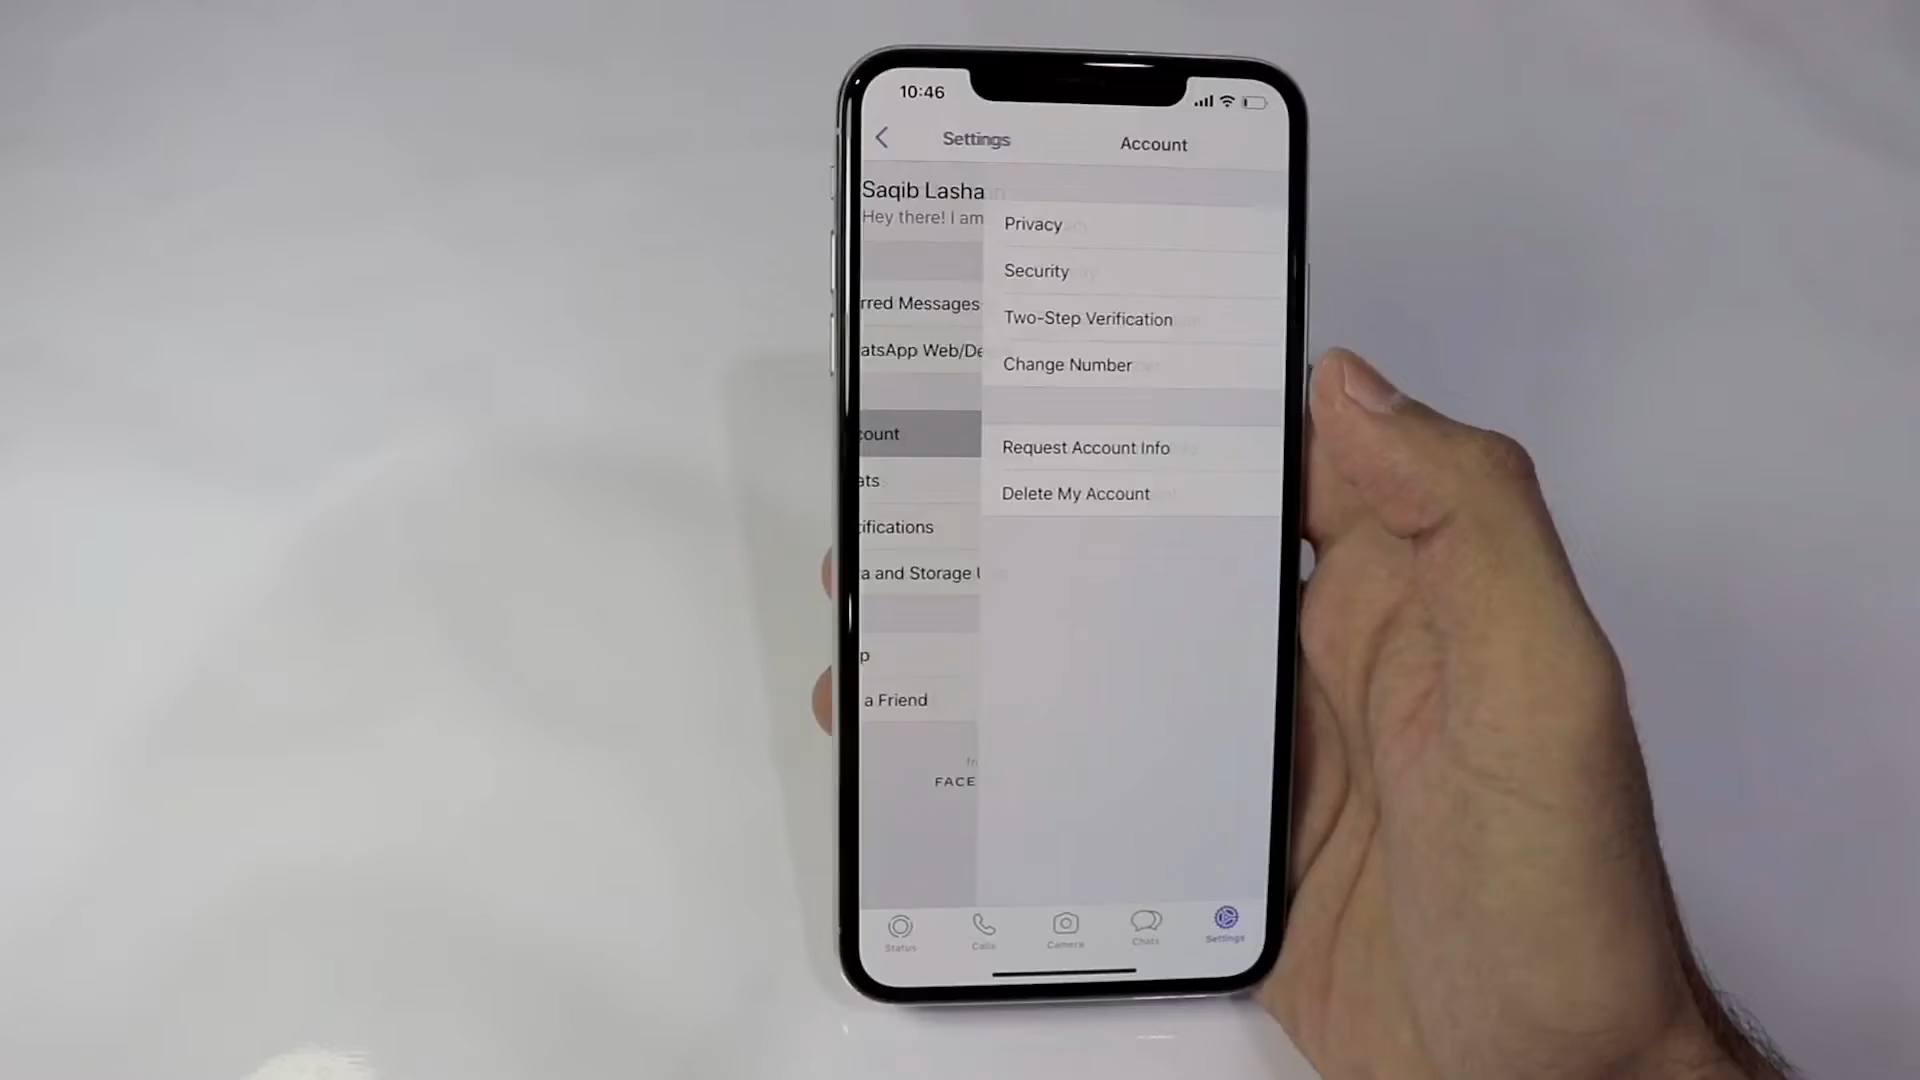 10:46
Settings
Account
Saqib Lasha
Hey there! I am
rred Messages
atsApp Web/De
count
ats
tifications
a and Storage U
p
a Friend
FACE
Privacy
Security
Two-Step Verification
Change Number
Request Account Info
Delete My Account
Status
Calls
Camera
Chats
Settings